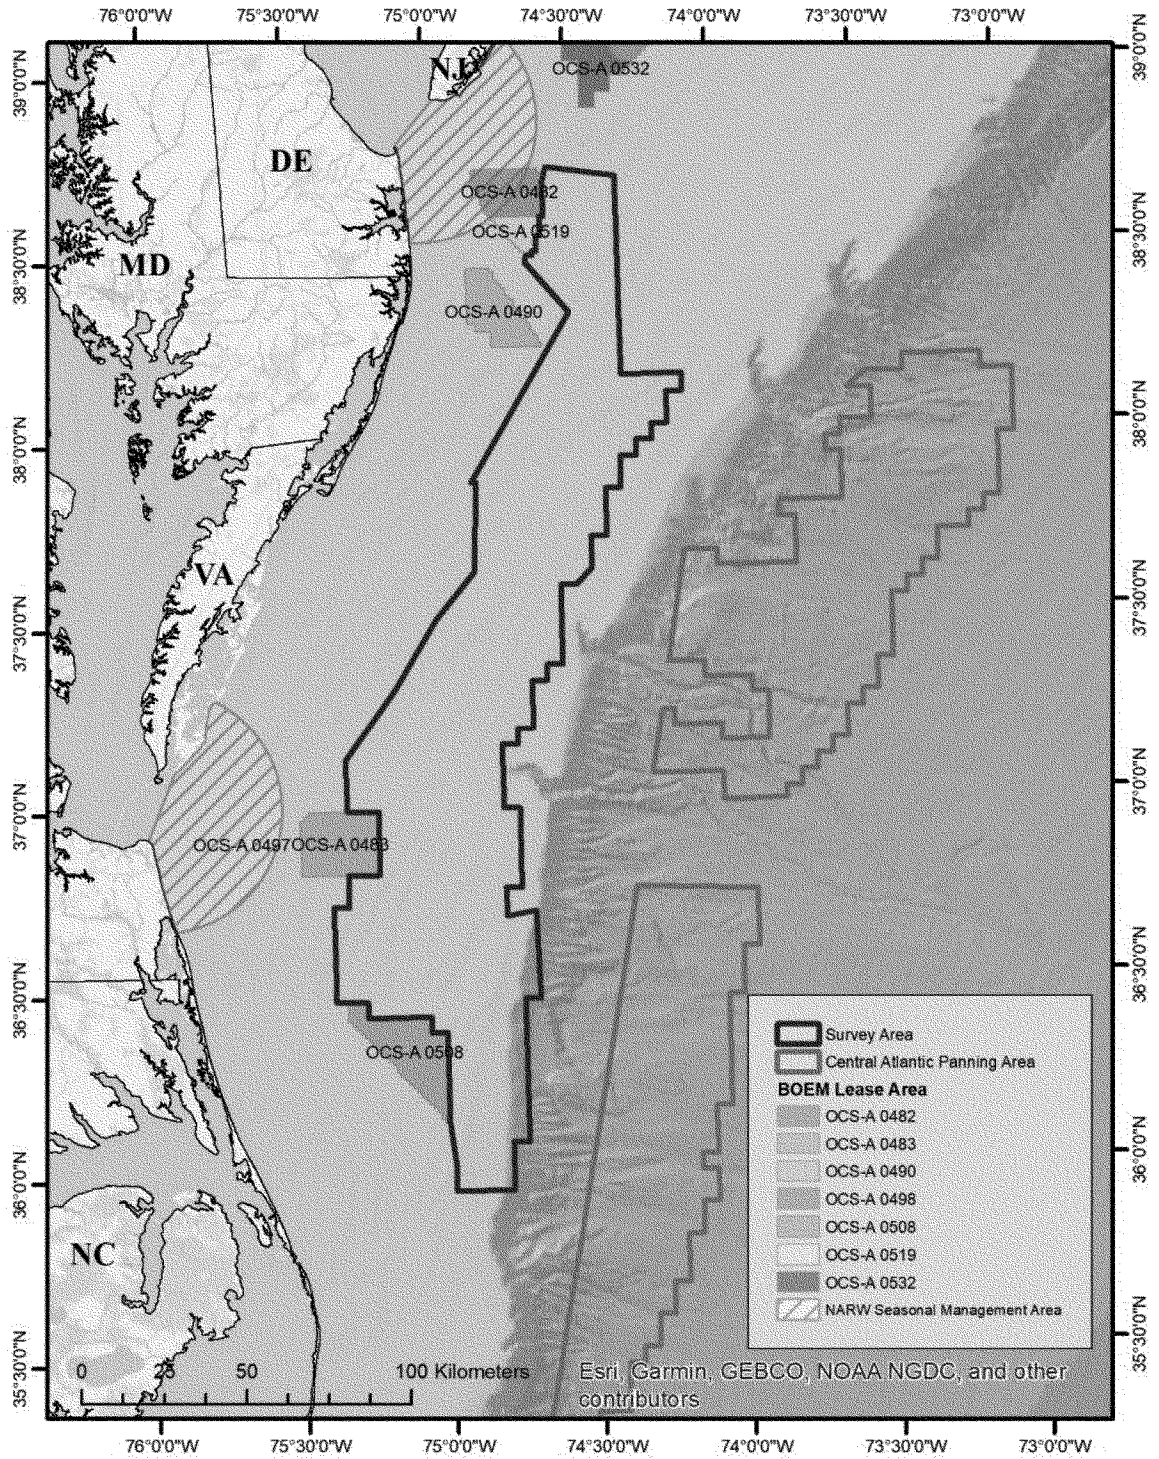 76°0'0"W 75°30'0"W 75°0'0"W 74°30'0"W 74°0'0"W 73°30'0"W 73°0'0"W
39°0'0"N
39°0'0"N
NJ
OCS-A 0532
DE
OCS-A 0482
38°30'0"N
OCS-A 0519
MD
38°30'0"N
OCS-A 0490
38°0'0"N
38°0'0"N
VA
37°30'0"N
37°30'0"N
37°0'0"N
37°0'0"N
OCS-A 0497 OCS-A 0483
36°30'0"N
36°30'0"N
Survey Area
OCS-A 0508
Central Atlantic Panning Area
BOEM Lease Area
OCS-A 0482
OCS-A 0483
36°0'0"N
OCS-A 0490
36°0'0"N
OCS-A 0498
OCS-A 0508
NC
OCS-A 0519
OCS-A 0532
NARW Seasonal Management Area
35°30'0"N
35°30'0"N
0 25 50 100 Kilometers
Esri, Garmin, GEBCO, NOAA NGDC, and other
contributors
76°0'0"W 75°30'0"W 75°0'0"W 74°30'0"W 74°0'0"W 73°30'0"W 73°0'0"W